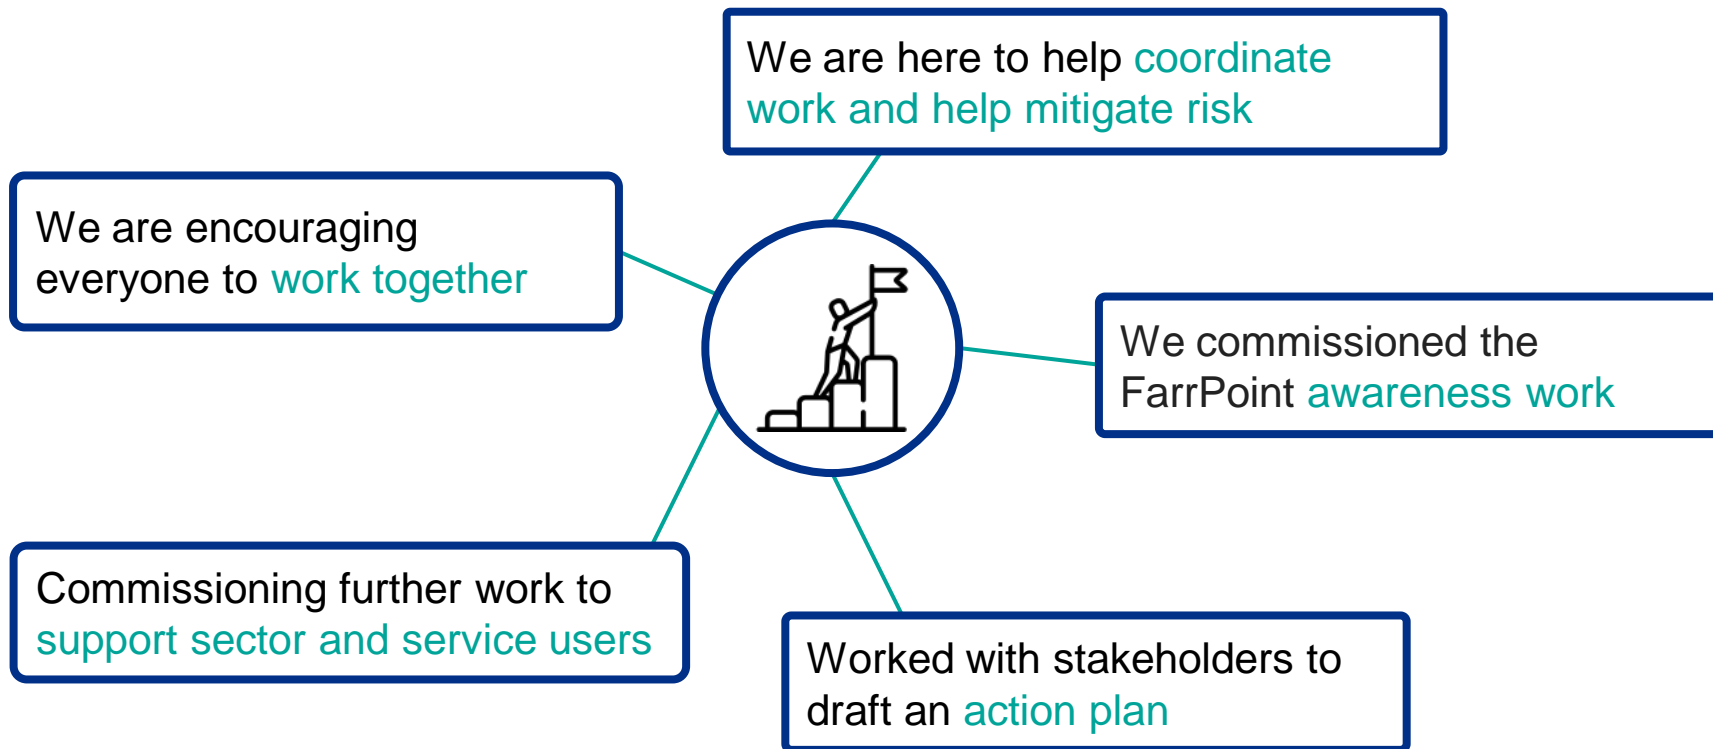 We are here to help coordinate
work and help mitigate risk
We are encouraging
everyone to work together
We commissioned the
FarrPoint awareness work
Commissioning further work to
support sector and service users
Worked with stakeholders to
draft an action plan